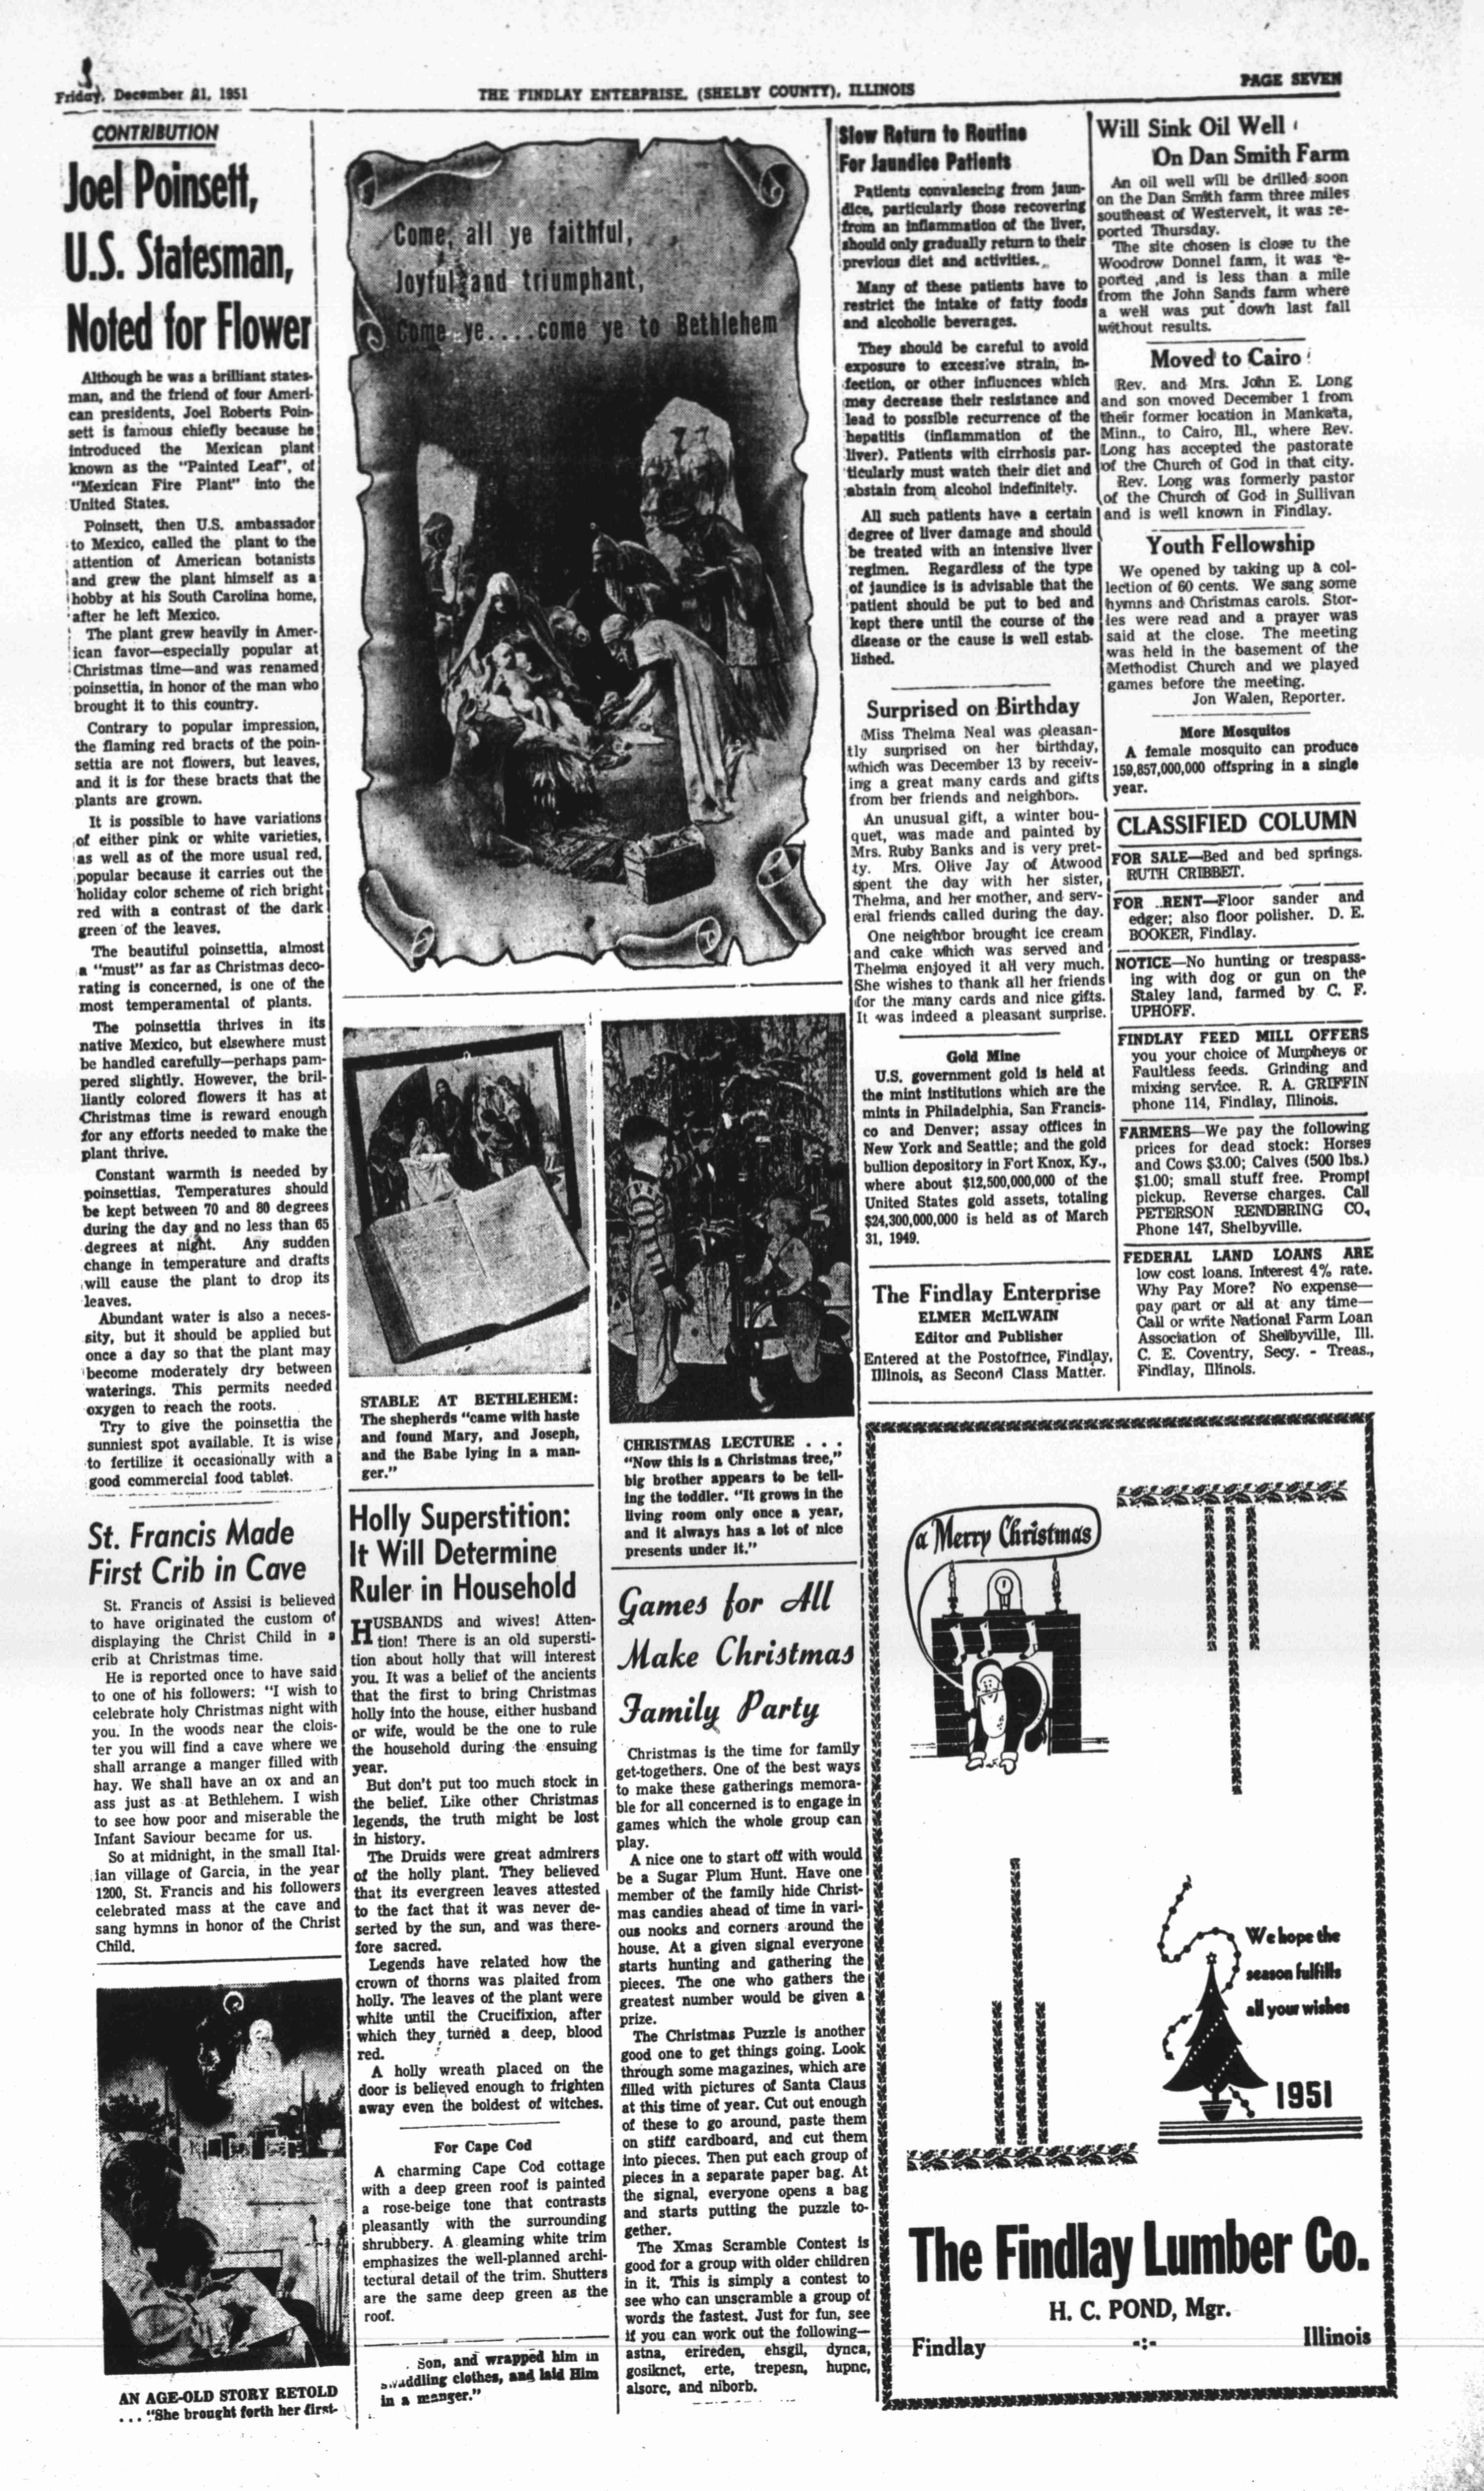 Friday, December 21, 1951
THE FINDLAY ENTERPRISE, (SHELBY COUNTY), ILLINOIS
PAGE SEVEN
CONTRIBUTION
Joel Poinsett,
U.S. Statesman,
Noted for Flower
Although he was a brilliant states-
man, and the friend of four Ameri-
can presidents, Joel Roberts Poin-
sett is famous chiefly because he
introduced the Mexican plant
known as the "Painted Leaf", of
"Mexican Fire Plant" into the
United States.
Poinsett, then U.S. ambassador
to Mexico, called the plant to the
attention of American botanists
and grew the plant himself as a
hobby at his South Carolina home,
after he left Mexico.
The plant grew heavily in Amer-
ican favor—especially popular at
Christmas time—and was renamed
poinsettia, in honor of the man who
brought it to this country.
Contrary to popular impression,
the flaming red bracts of the poin-
settia are not flowers, but leaves,
and it is for these bracts that the
plants are grown.
It is possible to have variations
of either pink or white varieties,
as well as of the more usual red,
popular because it carries out the
holiday color scheme of rich bright
red with a contrast of the dark
green of the leaves.
The beautiful poinsettia, almost
a "must" as far as Christmas deco-
rating is concerned, is one of the
most temperamental of plants.
The poinsettia thrives in its
native Mexico, but elsewhere must
be handled carefully—perhaps pam-
pered slightly. However, the bril-
liantly colored flowers it has at
Christmas time is reward enough
for any efforts needed to make the
plant thrive.
Constant warmth is needed by
poinsettias. Temperatures should
be kept between 70 and 80 degrees
during the day and no less than 65
degrees at night. Any sudden
change in temperature and drafts
will cause the plant to drop its
leaves.
Abundant water is also a neces-
sity, but it should be applied but
once a day so that the plant may
become moderately dry between
waterings. This permits needed
oxygen to reach the roots.
Try to give the poinsettia the
sunniest spot available. It is wise
to fertilize it occasionally with a
good commercial food tablet.
St. Francis Made
First Crib in Cave
St. Francis of Assisi is believed
to have originated the custom of
displaying the Christ Child in a
crib at Christmas time.
He is reported once to have said
to one of his followers: "I wish to
celebrate holy Christmas night with
you. In the woods near the clois-
ter you will find a cave where we
shall arrange a manger filled with
hay. We shall have an ox and an
ass just as at Bethlehem. I wish
to see how poor and miserable the
Infant Saviour became for us.
So at midnight, in the small Ital-
ian village of Garcia, in the year
1200, St. Francis and his followers
celebrated mass at the cave and
sang hymns in honor of the Christ
Child.
AN AGE-OLD STORY RETOLD
. . . "She brought forth her first-
Come, all ye faithful,
Joyful and triumphant,
Come ye....come ye to Bethlehem
STABLE AT BETHLEHEM:
The shepherds "came with haste
and found Mary, and Joseph,
and the Babe lying in a man-
ger."
Holly Superstition:
It Will Determine
Ruler in Household
HUSBANDS and wives! Atten-
tion! There is an old supersti-
tion about holly that will interest
you. It was a belief of the ancients
that the first to bring Christmas
holly into the house, either husband
or wife, would be the one to rule
the household during the ensuing
year.
But don't put too much stock in
the belief. Like other Christmas
legends, the truth might be lost
in history.
The Druids were great admirers
of the holly plant. They believed
that its evergreen leaves attested
to the fact that it was never de-
serted by the sun, and was there-
fore sacred.
Legends have related how the
crown of thorns was plaited from
holly. The leaves of the plant were
white until the Crucifixion, after
which they turned a deep, blood
red.
A holly wreath placed on the
door is believed enough to frighten
away even the boldest of witches.
For Cape Cod
A charming Cape Cod cottage
with a deep green roof is painted
a rose-beige tone that contrasts
pleasantly with the surrounding
shrubbery. A gleaming white trim
emphasizes the well-planned archi-
tectural detail of the trim. Shutters
are the same deep green as the
roof.
Son, and wrapped him in
swaddling clothes, and laid Him
in a manger."
CHRISTMAS LECTURE . . .
"Now this is a Christmas tree,"
big brother appears to be tell-
ing the toddler. "It grows in the
living room only once a year,
and it always has a lot of nice
presents under it."
Games for All
Make Christmas
Family Party
Christmas is the time for family
get-togethers. One of the best ways
to make these gatherings memora-
ble for all concerned is to engage in
games which the whole group can
play.
A nice one to start off with would
be a Sugar Plum Hunt. Have one
member of the family hide Christ-
mas candies ahead of time in vari-
ous nooks and corners around the
house. At a given signal everyone
starts hunting and gathering the
pieces. The one who gathers the
greatest number would be given a
prize.
The Christmas Puzzle is another
good one to get things going. Look
through some magazines, which are
filled with pictures of Santa Claus
at this time of year. Cut out enough
of these to go around, paste them
on stiff cardboard, and cut them
into pieces. Then put each group of
pieces in a separate paper bag. At
the signal, everyone opens a bag
and starts putting the puzzle to-
gether.
The Xmas Scramble Contest is
good for a group with older children
in it. This is simply a contest to
see who can unscramble a group of
words the fastest. Just for fun, see
if you can work out the following—
astna, erireden, ehsgil, dynca,
gosiknct, erte, trepesn, hupnc,
alsorc, and niborb.
Slow Return to Routine
For Jaundice Patients
Patients convalescing from jaun-
dice, particularly those recovering
from an inflammation of the liver,
should only gradually return to their
previous diet and activities.
Many of these patients have to
restrict the intake of fatty foods
and alcoholic beverages.
They should be careful to avoid
exposure to excessive strain, in-
fection, or other influences which
may decrease their resistance and
lead to possible recurrence of the
hepatitis (inflammation of the
liver). Patients with cirrhosis par-
ticularly must watch their diet and
abstain from alcohol indefinitely.
All such patients have a certain
degree of liver damage and should
be treated with an intensive liver
regimen. Regardless of the type
of jaundice is is advisable that the
patient should be put to bed and
kept there until the course of the
disease or the cause is well estab-
lished.
Surprised on Birthday
Miss Thelma Neal was pleasan-
tly surprised on her birthday,
which was December 13 by receiv-
ing a great many cards and gifts
from her friends and neighbors.
An unusual gift, a winter bou-
quet, was made and painted by
Mrs. Ruby Banks and is very pret-
ty. Mrs. Olive Jay of Atwood
spent the day with her sister,
Thelma, and her mother, and serv-
eral friends called during the day.
One neighbor brought ice cream
and cake which was served and
Thelma enjoyed it all very much.
She wishes to thank all her friends
for the many cards and nice gifts.
It was indeed a pleasant surprise.
Gold Mine
U.S. government gold is held at
the mint institutions which are the
mints in Philadelphia, San Francis-
co and Denver; assay offices in
New York and Seattle; and the gold
bullion depository in Fort Knox, Ky.,
where about $12,500,000,000 of the
United States gold assets, totaling
$24,300,000,000 is held as of March
31, 1949.
The Findlay Enterprise
ELMER McILWAIN
Editor and Publisher
Entered at the Postoffice, Findlay,
Illinois, as Second Class Matter.
Will Sink Oil Well
On Dan Smith Farm
An oil well will be drilled soon
on the Dan Smith farm three miles
southeast of Westervelt, it was re-
ported Thursday.
The site chosen is close to the
Woodrow Donnel farm, it was re-
ported ,and is less than a mile
from the John Sands farm where
a well was put down last fall
without results.
Moved to Cairo
Rev. and Mrs. John E. Long
and son moved December 1 from
their former location in Mankata,
Minn., to Cairo, Ill., where Rev.
Long has accepted the pastorate
of the Church of God in that city.
Rev. Long was formerly pastor
of the Church of God in Sullivan
and is well known in Findlay.
Youth Fellowship
We opened by taking up a col-
lection of 60 cents. We sang some
hymns and Christmas carols. Stor-
ies were read and a prayer was
said at the close. The meeting
was held in the basement of the
Methodist Church and we played
games before the meeting.
Jon Walen, Reporter.
More Mosquitos
A female mosquito can produce
159,857,000,000 offspring in a single
year.
CLASSIFIED COLUMN
FOR SALE—Bed and bed springs.
RUTH CRIBBET.
FOR RENT—Floor sander and
edger; also floor polisher. D. E.
BOOKER, Findlay.
NOTICE—No hunting or trespass-
ing with dog or gun on the
Staley land, farmed by C. F.
UPHOFF.
FINDLAY FEED MILL OFFERS
you your choice of Murpheys or
Faultless feeds. Grinding and
mixing service. R. A. GRIFFIN
phone 114, Findlay, Illinois.
FARMERS—We pay the following
prices for dead stock: Horses
and Cows $3.00; Calves (500 lbs.)
$1.00; small stuff free. Prompt
pickup. Reverse charges. Call
PETERSON RENDERING CO.,
Phone 147, Shelbyville.
FEDERAL LAND LOANS ARE
low cost loans. Interest 4% rate.
Why Pay More? No expense—
pay part or all at any time—
Call or write National Farm Loan
Association of Shelbyville, Ill.
C. E. Coventry, Secy. - Treas.,
Findlay, Illinois.
a Merry Christmas
We hope the
season fulfills
all your wishes
1951
The Findlay Lumber Co.
H. C. POND, Mgr.
Findlay -:- Illinois